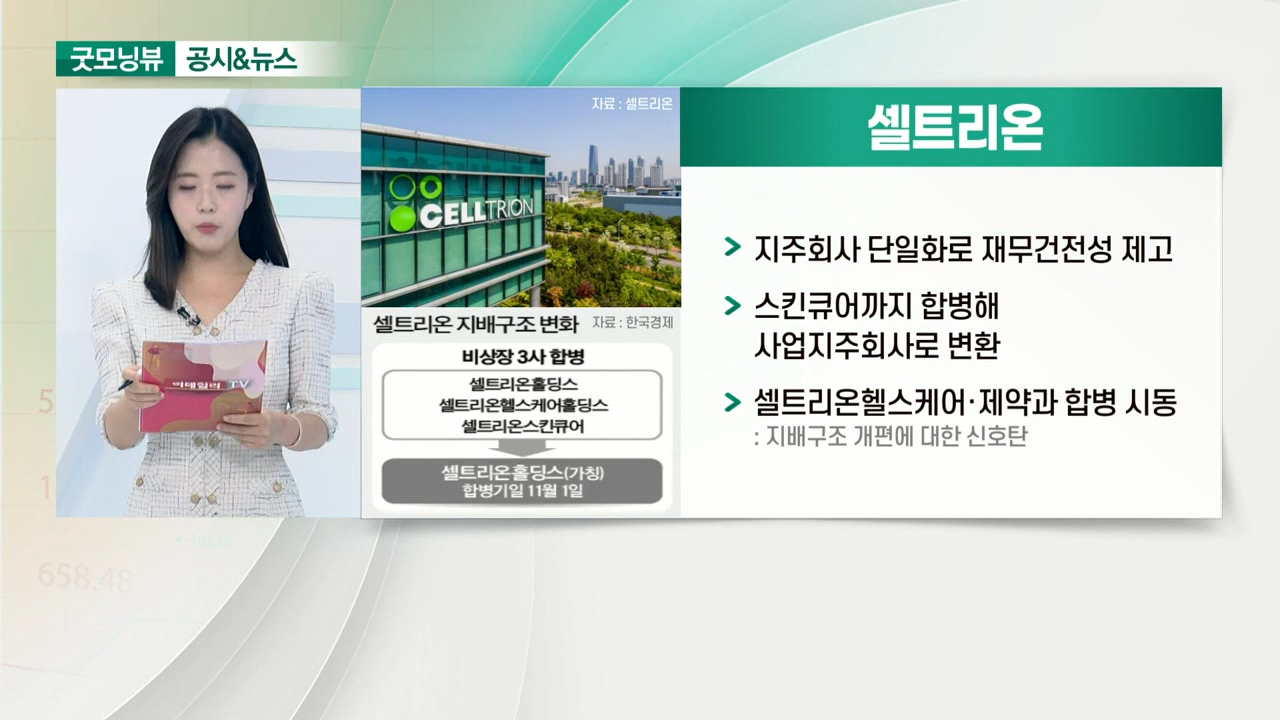 굿모닝뷰 공시&뉴스
이데일리 TV
자료 : 셀트리온
CELLTRION
셀트리온 지배구조 변화 자료 : 한국경제
비상장 3사 합병
셀트리온홀딩스
셀트리온헬스케어홀딩스
셀트리온스킨큐어
셀트리온홀딩스(가칭)
합병기일 11월 1일
셀트리온
지주회사 단일화로 재무건전성 제고
스킨큐어까지 합병해
사업지주회사로 변환
셀트리온헬스케어·제약과 합병 시동
: 지배구조 개편에 대한 신호탄
658.48